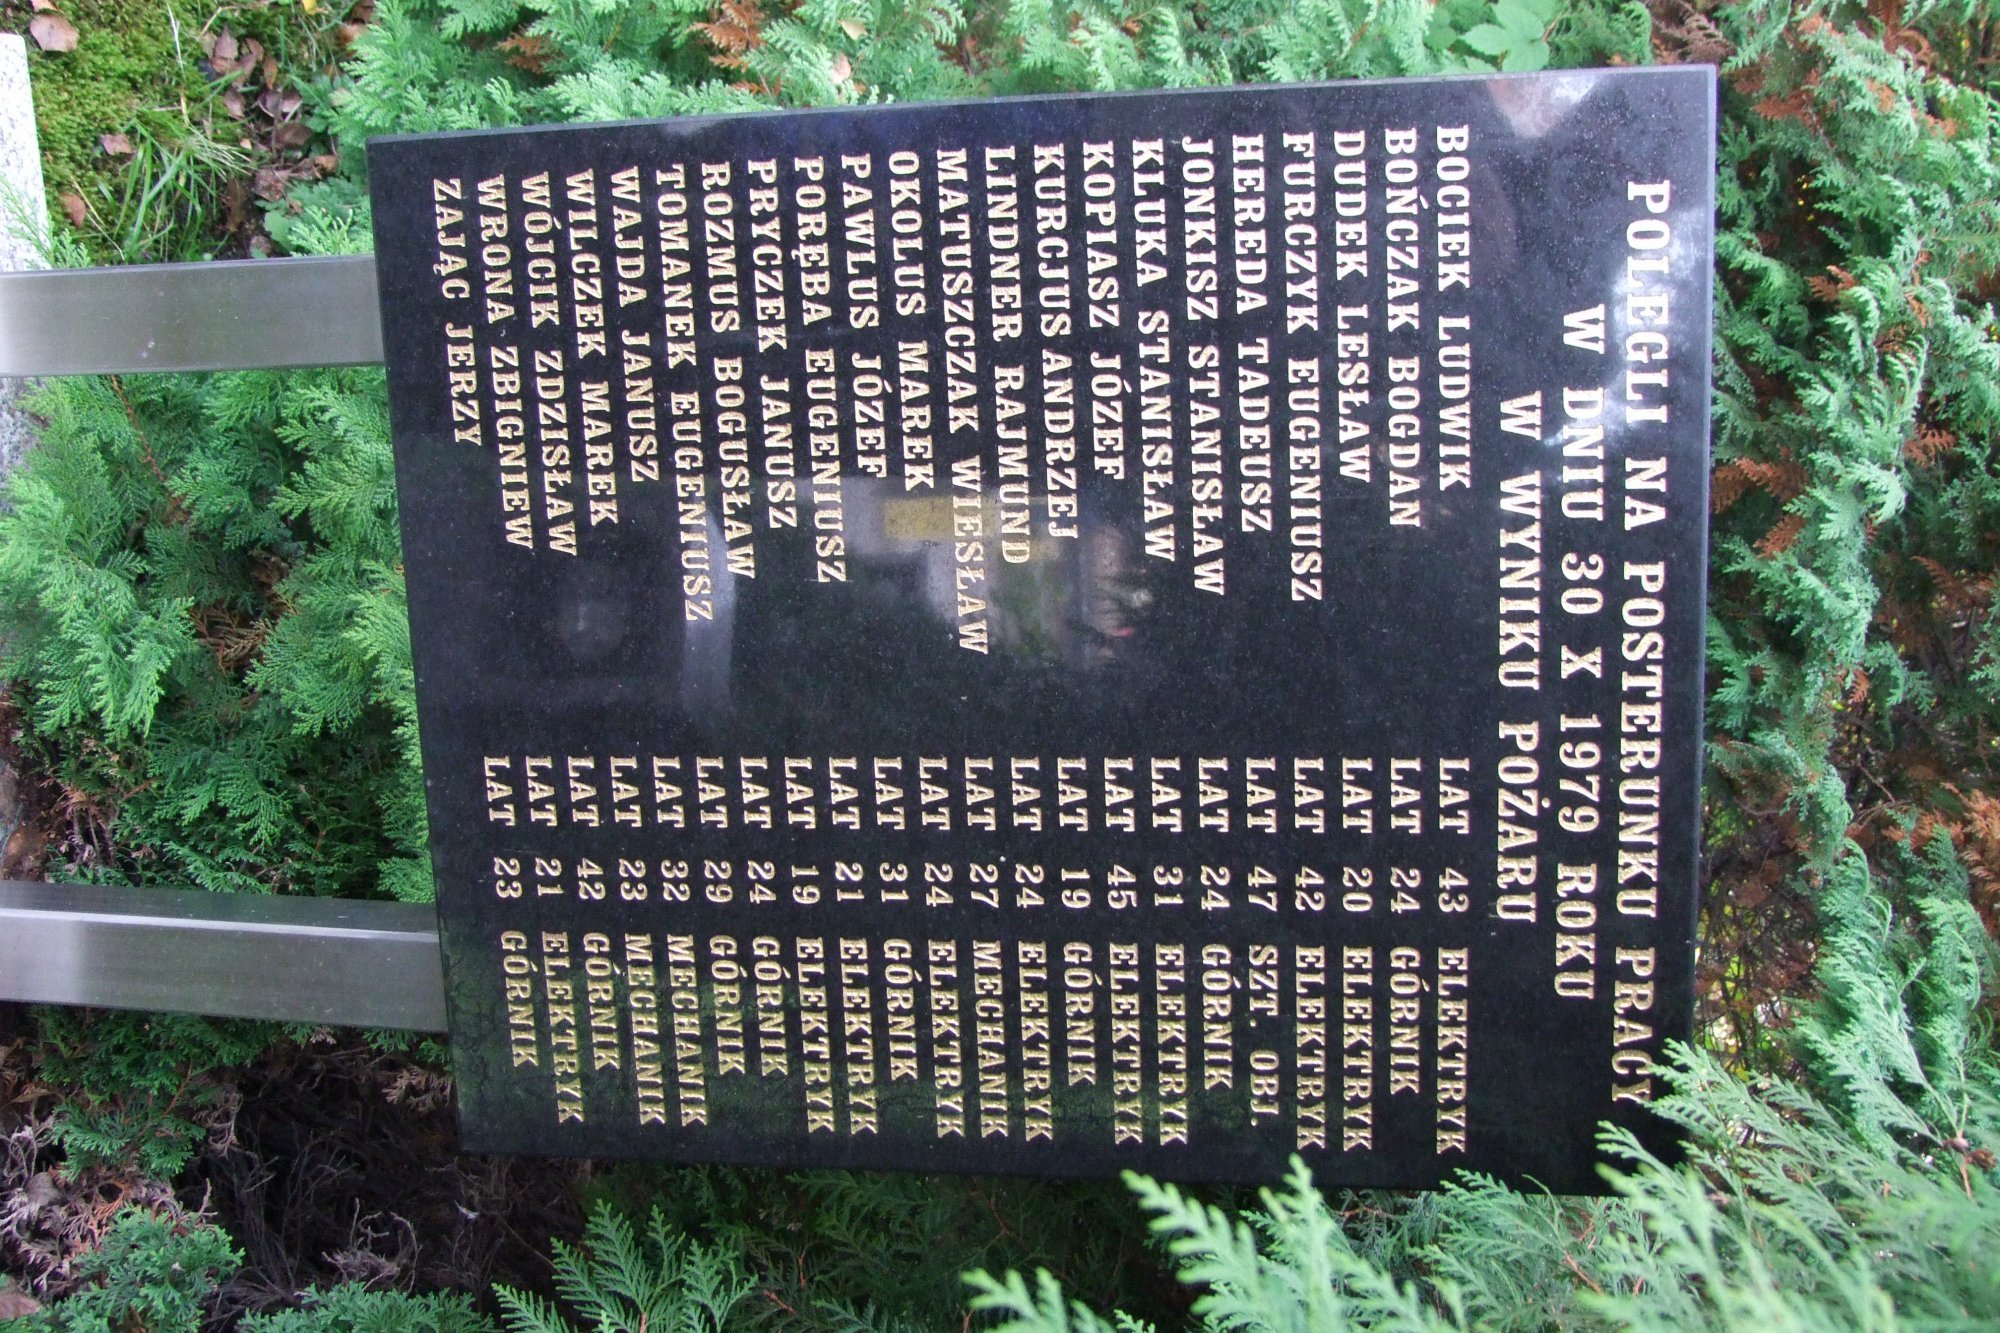 POLEGLI NA POSTERUNKU PRACY
W DNIU 30 X 1979 ROKU
W WYNIKU POŻARU
BOCIEK LUDWIK LAT 43 ELEKTRYK
BOŃCZAK BOGDAN LAT 24 GÓRNIK
DUDEK LESŁAW LAT 20 ELEKTRYK
FURCZYK EUGENIUSZ LAT 42 ELEKTRYK
HEREDA TADEUSZ LAT 47 SZT. OBJ.
JONKISZ STANISŁAW LAT 24 GÓRNIK
KLUKA STANISŁAW LAT 31 ELEKTRYK
KOPIASZ JÓZEF LAT 45 ELEKTRYK
KURCJUS ANDRZEJ LAT 19 GÓRNIK
LINDNER RAJMUND LAT 24 ELEKTRYK
MATUSZCZAK WIESŁAW LAT 27 MECHANIK
OKOLUS MAREK LAT 24 ELEKTRYK
PAWLUS JÓZEF LAT 31 GÓRNIK
PORĘBA EUGENIUSZ LAT 21 ELEKTRYK
PRYCZEK JANUSZ LAT 19 ELEKTRYK
ROZMUS BOGUSŁAW LAT 24 GÓRNIK
TOMANEK EUGENIUSZ LAT 29 GÓRNIK
WAJDA JANUSZ LAT 32 MECHANIK
WILCZEK MAREK LAT 23 MECHANIK
WÓJCIK ZDZISŁAW LAT 42 GÓRNIK
WRONA ZBIGNIEW LAT 21 ELEKTRYK
ZAJĄC JERZY LAT 23 GÓRNIK